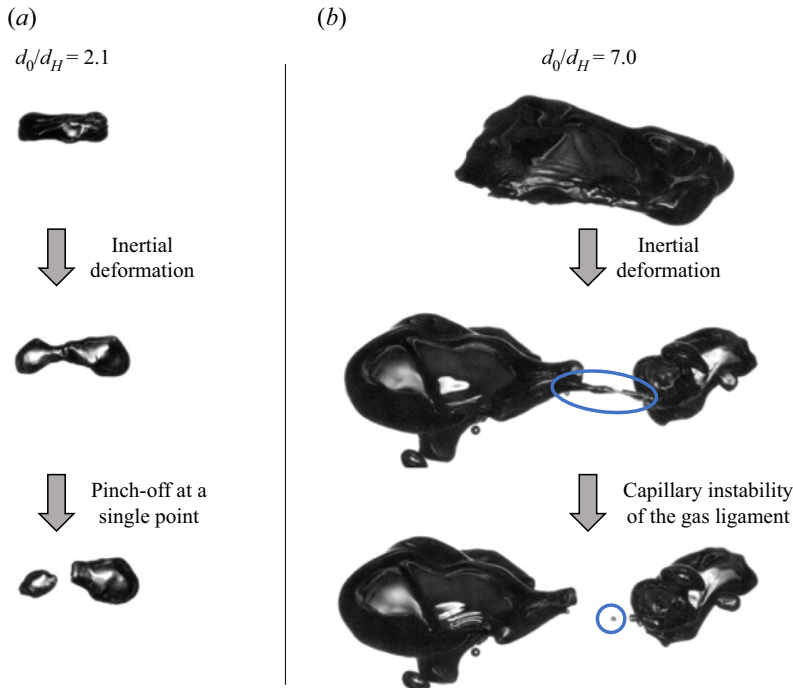 (a)
d0/dH = 2.1
Inertial
deformation
Pinch-off at a
single point
(b)
d0/dH = 7.0
Inertial
deformation
Capillary instability
of the gas ligament